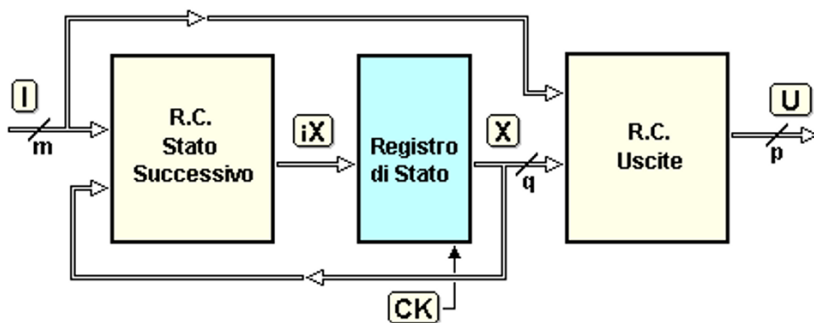 I
m
R.C.
Stato
Successivo
iX
Registro
di Stato
X
q
R.C.
Uscite
U
p
CK